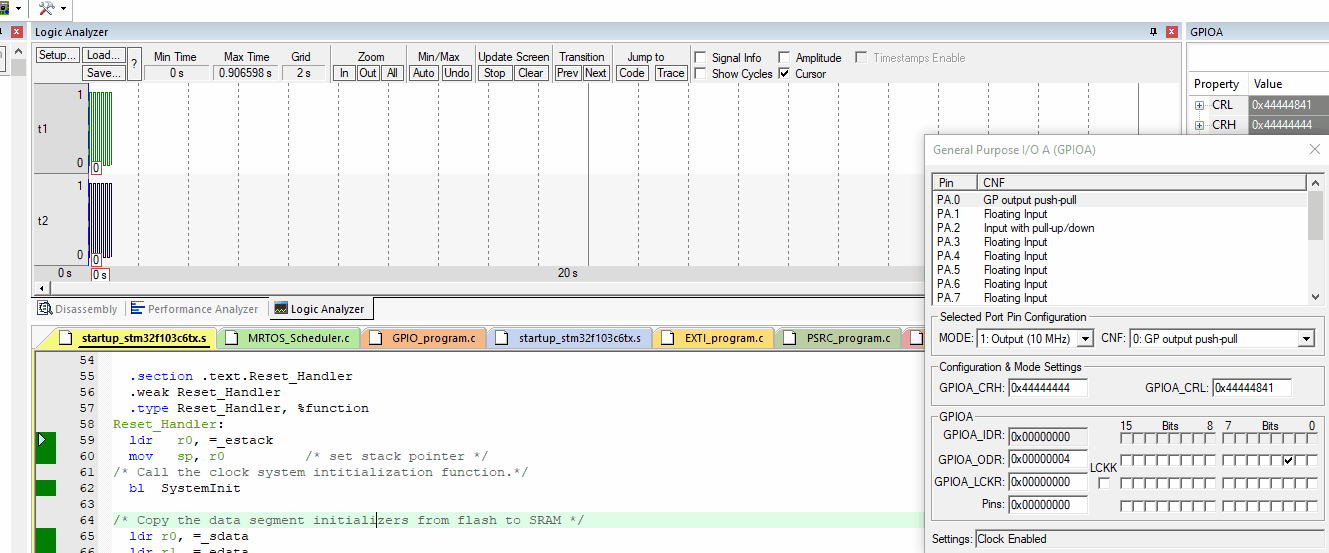 Logic Analyzer
GPIOA
Setup... Load... Save... ?
Min Time Max Time Grid Zoom Min/Max Update Screen Transition Jump to Signal Info Amplitude Timestamps Enable
0 s 0.906598 s 2 s In Out All Auto Undo Stop Clear Prev Next Code Trace Show Cycles Cursor
Property Value
CRL 0x44444841
CRH 0x44444444
1
t1
0
0
1
t2
0
0
0 s 0 s 20 s
Disassembly Performance Analyzer Logic Analyzer
startup_stm32f103c6tx.s MRTOS_Scheduler.c GPIO_program.c startup_stm32f103c6tx.s EXTI_program.c PSRC_program.c
54
55 .section .text.Reset_Handler
56 .weak Reset_Handler
57 .type Reset_Handler, %function
58 Reset_Handler:
59 ldr r0, =_estack
60 mov sp, r0 /* set stack pointer */
61 /* Call the clock system intitialization function.*/
62 bl SystemInit
63
64 /* Copy the data segment initializers from flash to SRAM */
65 ldr r0, =_sdata
66 ldr r1, =_edata
General Purpose I/O A (GPIOA)
Pin CNF
PA.0 GP output push-pull
PA.1 Floating Input
PA.2 Input with pull-up/down
PA.3 Floating Input
PA.4 Floating Input
PA.5 Floating Input
PA.6 Floating Input
PA.7 Floating Input
Selected Port Pin Configuration
MODE: 1: Output (10 MHz) CNF: 0: GP output push-pull
Configuration & Mode Settings
GPIOA_CRH: 0x44444444 GPIOA_CRL: 0x44444841
GPIOA
15 Bits 8 7 Bits 0
GPIOA_IDR: 0x00000000
GPIOA_ODR: 0x00000004
LCKK
GPIOA_LCKR: 0x00000000
Pins: 0x00000000
Settings: Clock Enabled